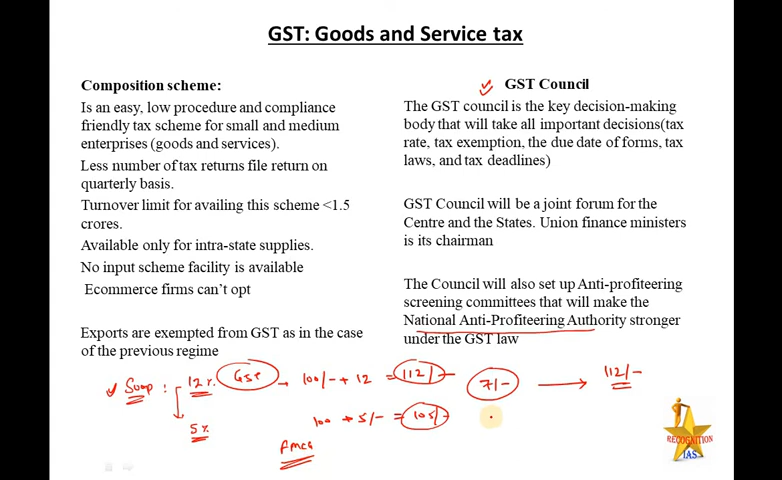 GST: Goods and Service tax
Composition scheme:
Is an easy, low procedure and compliance
friendly tax scheme for small and medium
enterprises (goods and services).
Less number of tax returns file return on
quarterly basis.
Turnover limit for availing this scheme <1.5
crores.
Available only for intra-state supplies.
No input scheme facility is available
Ecommerce firms can't opt
Exports are exempted from GST as in the case
of the previous regime
GST Council
The GST council is the key decision-making
body that will take all important decisions(tax
rate, tax exemption, the due date of forms, tax
laws, and tax deadlines)
GST Council will be a joint forum for the
Centre and the States. Union finance ministers
is its chairman
The Council will also set up Anti-profiteering
screening committees that will make the
National Anti-Profiteering Authority stronger
under the GST law
Soap : 12% GST → 100/- + 12 = 112/- 7/- → 112/-
5% 100 + 5/- = 105/-
FMCG
RECOGNITION
IAS